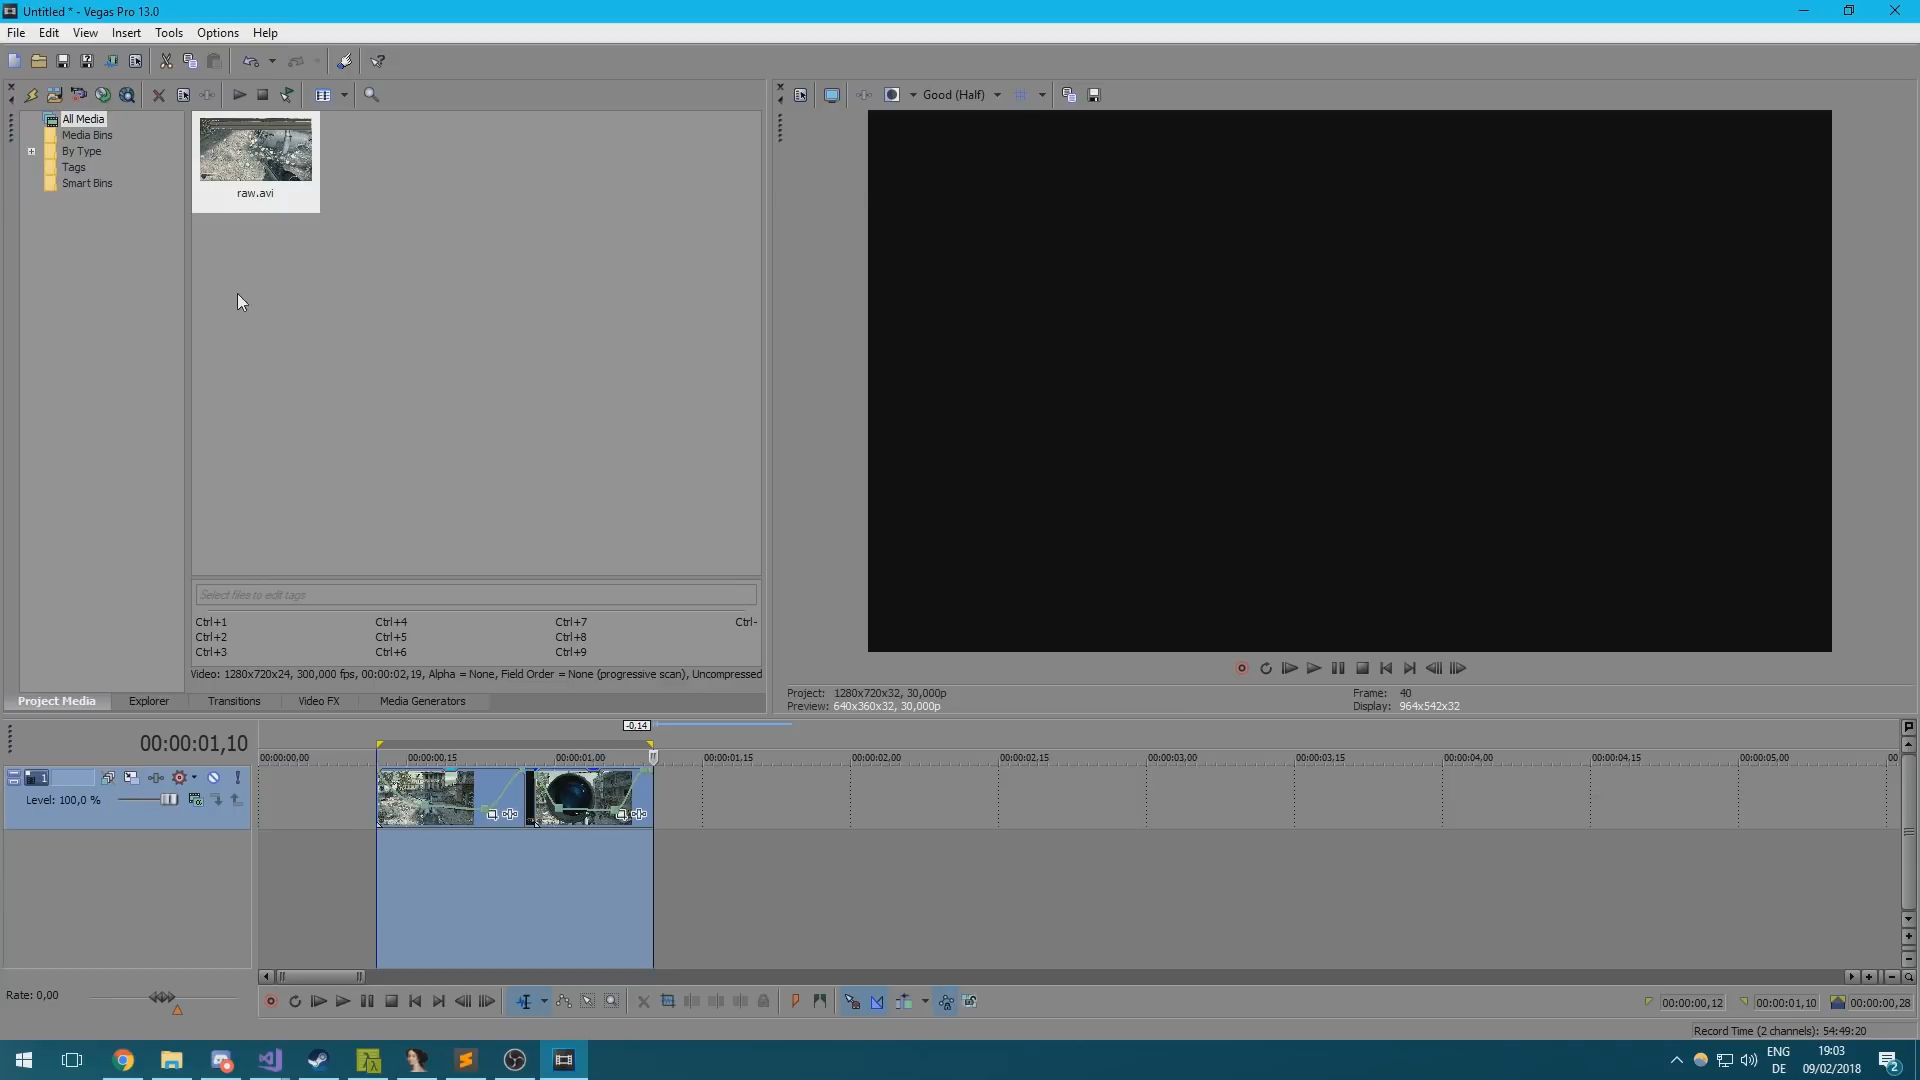 Untitled * - Vegas Pro 13.0
File Edit View Insert Tools Options Help
Good (Half)
All Media
Media Bins
By Type
Tags
Smart Bins
raw.avi
Select files to edit tags
Ctrl+1 Ctrl+4 Ctrl+7 Ctrl-
Ctrl+2 Ctrl+5 Ctrl+8
Ctrl+3 Ctrl+6 Ctrl+9
Video: 1280x720x24, 300,000 fps, 00:00:02,19, Alpha = None, Field Order = None (progressive scan), Uncompressed
Project Media Explorer Transitions Video FX Media Generators
Project: 1280x720x32, 30,000p Frame: 40
Preview: 640x360x32, 30,000p Display: 964x542x32
-0.14
00:00:01,10
00:00:00,00 00:00:00,15 00:00:01,00 00:00:01,15 00:00:02,00 00:00:02,15 00:00:03,00 00:00:03,15 00:00:04,00 00:00:04,15 00:00:05,00 00
1
Level: 100,0 %
Rate: 0,00
00:00:00,12 00:00:01,10 00:00:00,28
Record Time (2 channels): 54:49:20
ENG
DE
19:03
09/02/2018
2